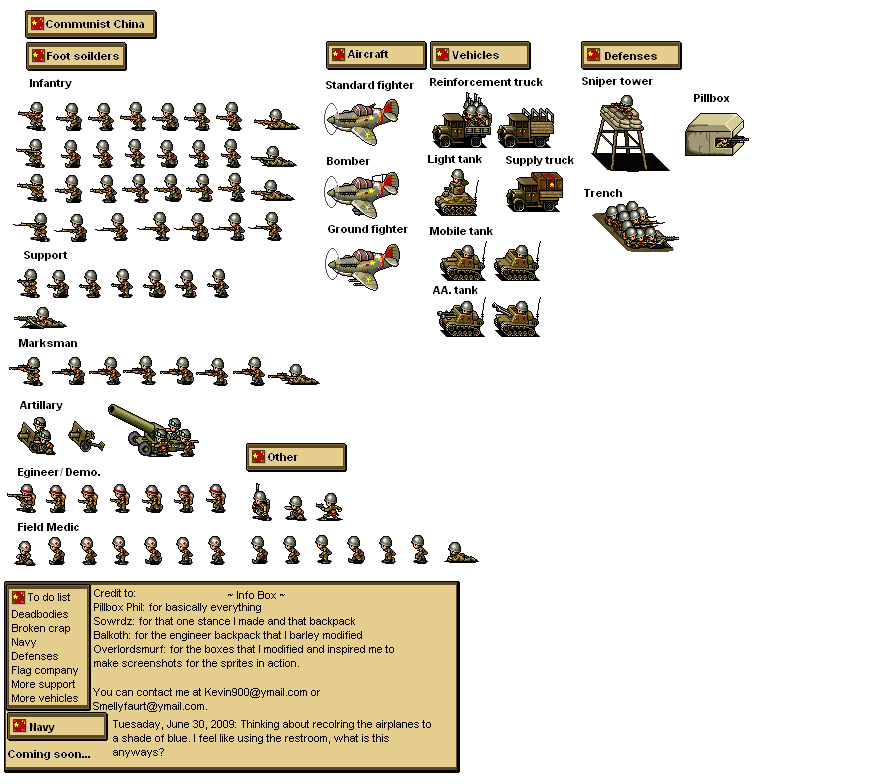 Communist China
Foot soilders
Infantry
Support
Marksman
Artillary
Egineer/Demo.
Field Medic
Aircraft
Standard fighter
Bomber
Ground fighter
Vehicles
Reinforcement truck
Light tank
Supply truck
Mobile tank
AA. tank
Defenses
Sniper tower
Pillbox
Trench
Other
To do list
Deadbodies
Broken crap
Navy
Defenses
Flag company
More support
More vehicles
~ Info Box ~
Credit to:
Pillbox Phil: for basically everything
Sowrdz: for that one stance I made and that backpack
Balkoth: for the engineer backpack that I barley modified
Overlordsmurf: for the boxes that I modified and inspired me to
make screenshots for the sprites in action.
You can contact me at Kevin900@ymail.com or
Smellyfaurt@ymail.com.
Navy
Coming soon...
Tuesaday, June 30, 2009: Thinking about recolring the airplanes to
a shade of blue. I feel like using the restroom, what is this
anyways?